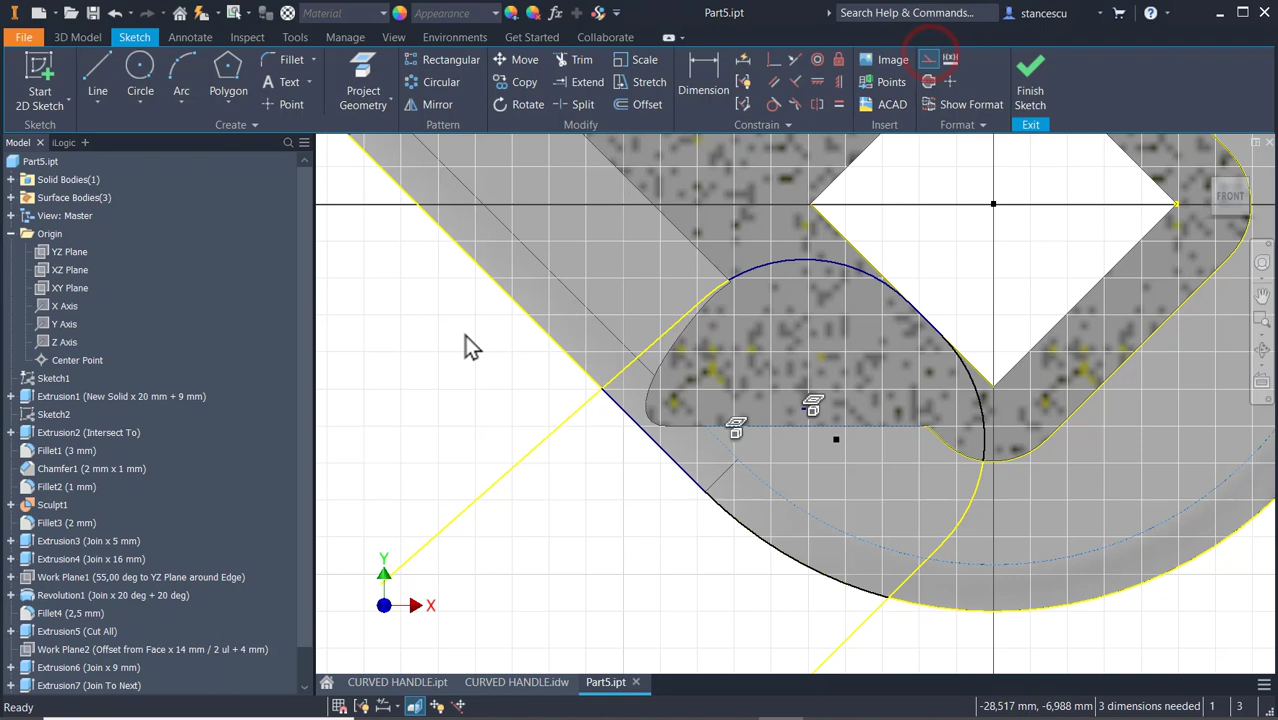 Material
Appearance
Part5.ipt
Search Help & Commands...
stancescu
File
3D Model
Sketch
Annotate
Inspect
Tools
Manage
View
Environments
Get Started
Collaborate
Start
2D Sketch
Line
Circle
Arc
Polygon
Fillet
Text
Point
Project
Geometry
Rectangular
Circular
Mirror
Move
Copy
Rotate
Trim
Extend
Split
Scale
Stretch
Offset
Dimension
Image
Points
ACAD
Show Format
Finish
Sketch
Sketch
Create
Pattern
Modify
Constrain
Insert
Format
Exit
Model
iLogic
Part5.ipt
Solid Bodies(1)
Surface Bodies(3)
View: Master
Origin
YZ Plane
XZ Plane
XY Plane
X Axis
Y Axis
Z Axis
Center Point
Sketch1
Extrusion1 (New Solid x 20 mm + 9 mm)
Sketch2
Extrusion2 (Intersect To)
Fillet1 (3 mm)
Chamfer1 (2 mm x 1 mm)
Fillet2 (1 mm)
Sculpt1
Fillet3 (2 mm)
Extrusion3 (Join x 5 mm)
Extrusion4 (Join x 16 mm)
Work Plane1 (55,00 deg to YZ Plane around Edge)
Revolution1 (Join x 20 deg + 20 deg)
Fillet4 (2,5 mm)
Extrusion5 (Cut All)
Work Plane2 (Offset from Face x 14 mm / 2 ul + 4 mm)
Extrusion6 (Join x 9 mm)
Extrusion7 (Join To Next)
FRONT
Y
X
CURVED HANDLE.ipt
CURVED HANDLE.idw
Part5.ipt
Ready
-28,517 mm, -6,988 mm
3 dimensions needed
1
3